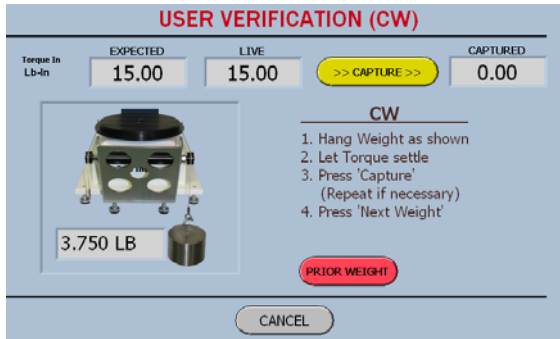 USER VERIFICATION (CW)
Torque In
Lb-In
EXPECTED
15.00
LIVE
15.00
>> CAPTURE >>
CAPTURED
0.00
CW
1. Hang Weight as shown
2. Let Torque settle
3. Press 'Capture'
(Repeat if necessary)
4. Press 'Next Weight'
3.750 LB
PRIOR WEIGHT
CANCEL